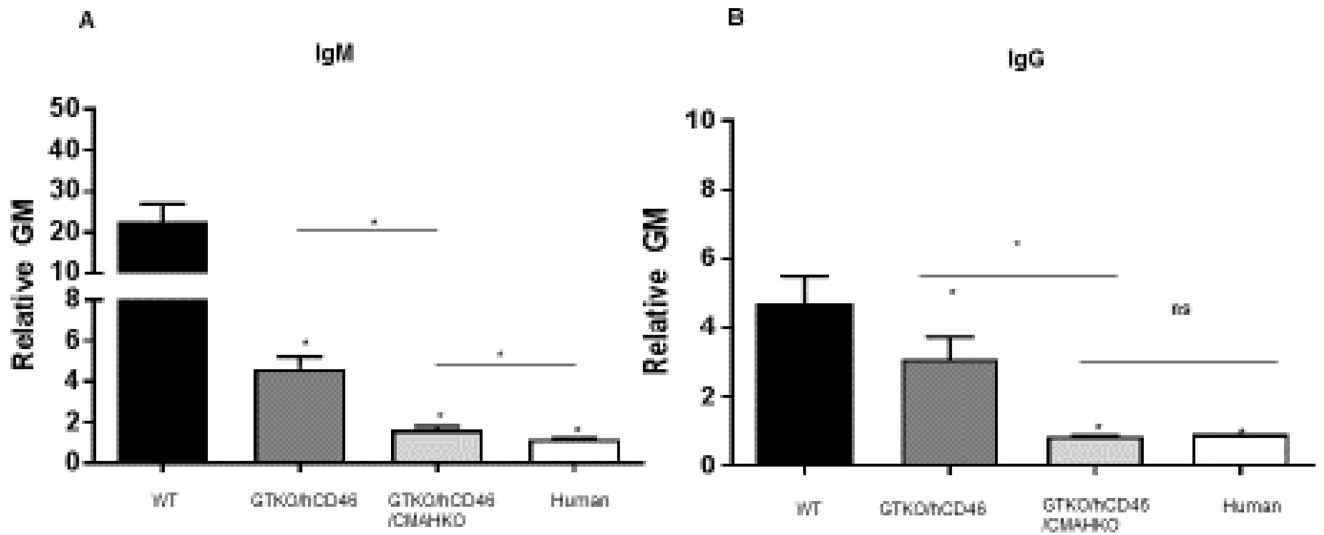 A
IgM
Relative GM
50
40
30
20
10
8
6
4
2
0
*
*
*
*
*
WT
GTKO/hCD46
GTKO/hCD46
/CMAHKO
Human
B
IgG
Relative GM
10
8
6
4
2
0
*
*
ns
*
*
WT
GTKO/hCD46
GTKO/hCD46
/CMAHKO
Human